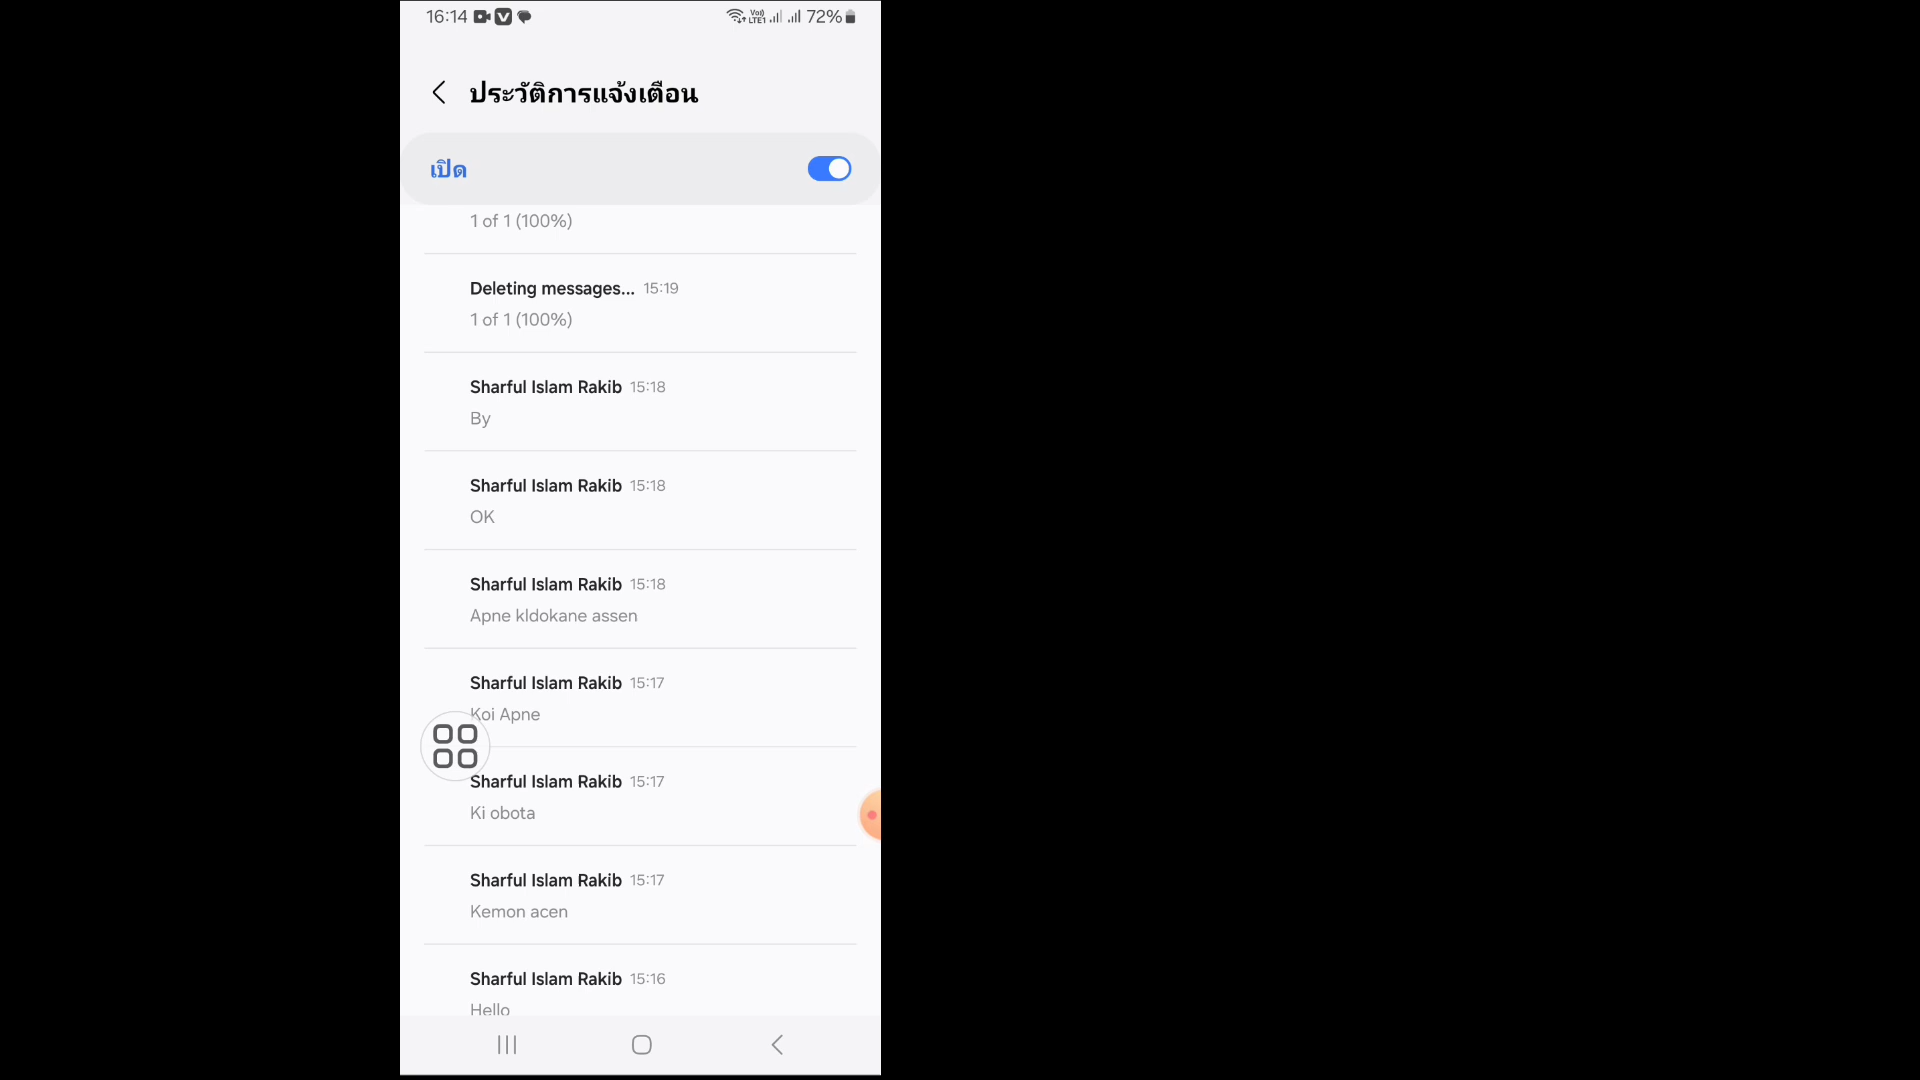 16:14
Vo) LTE1 72%
ประวัติการแจ้งเตือน
เปิด
1 of 1 (100%)
Deleting messages... 15:19
1 of 1 (100%)
Sharful Islam Rakib 15:18
By
Sharful Islam Rakib 15:18
OK
Sharful Islam Rakib 15:18
Apne kldokane assen
Sharful Islam Rakib 15:17
Koi Apne
Sharful Islam Rakib 15:17
Ki obota
Sharful Islam Rakib 15:17
Kemon acen
Sharful Islam Rakib 15:16
Hello